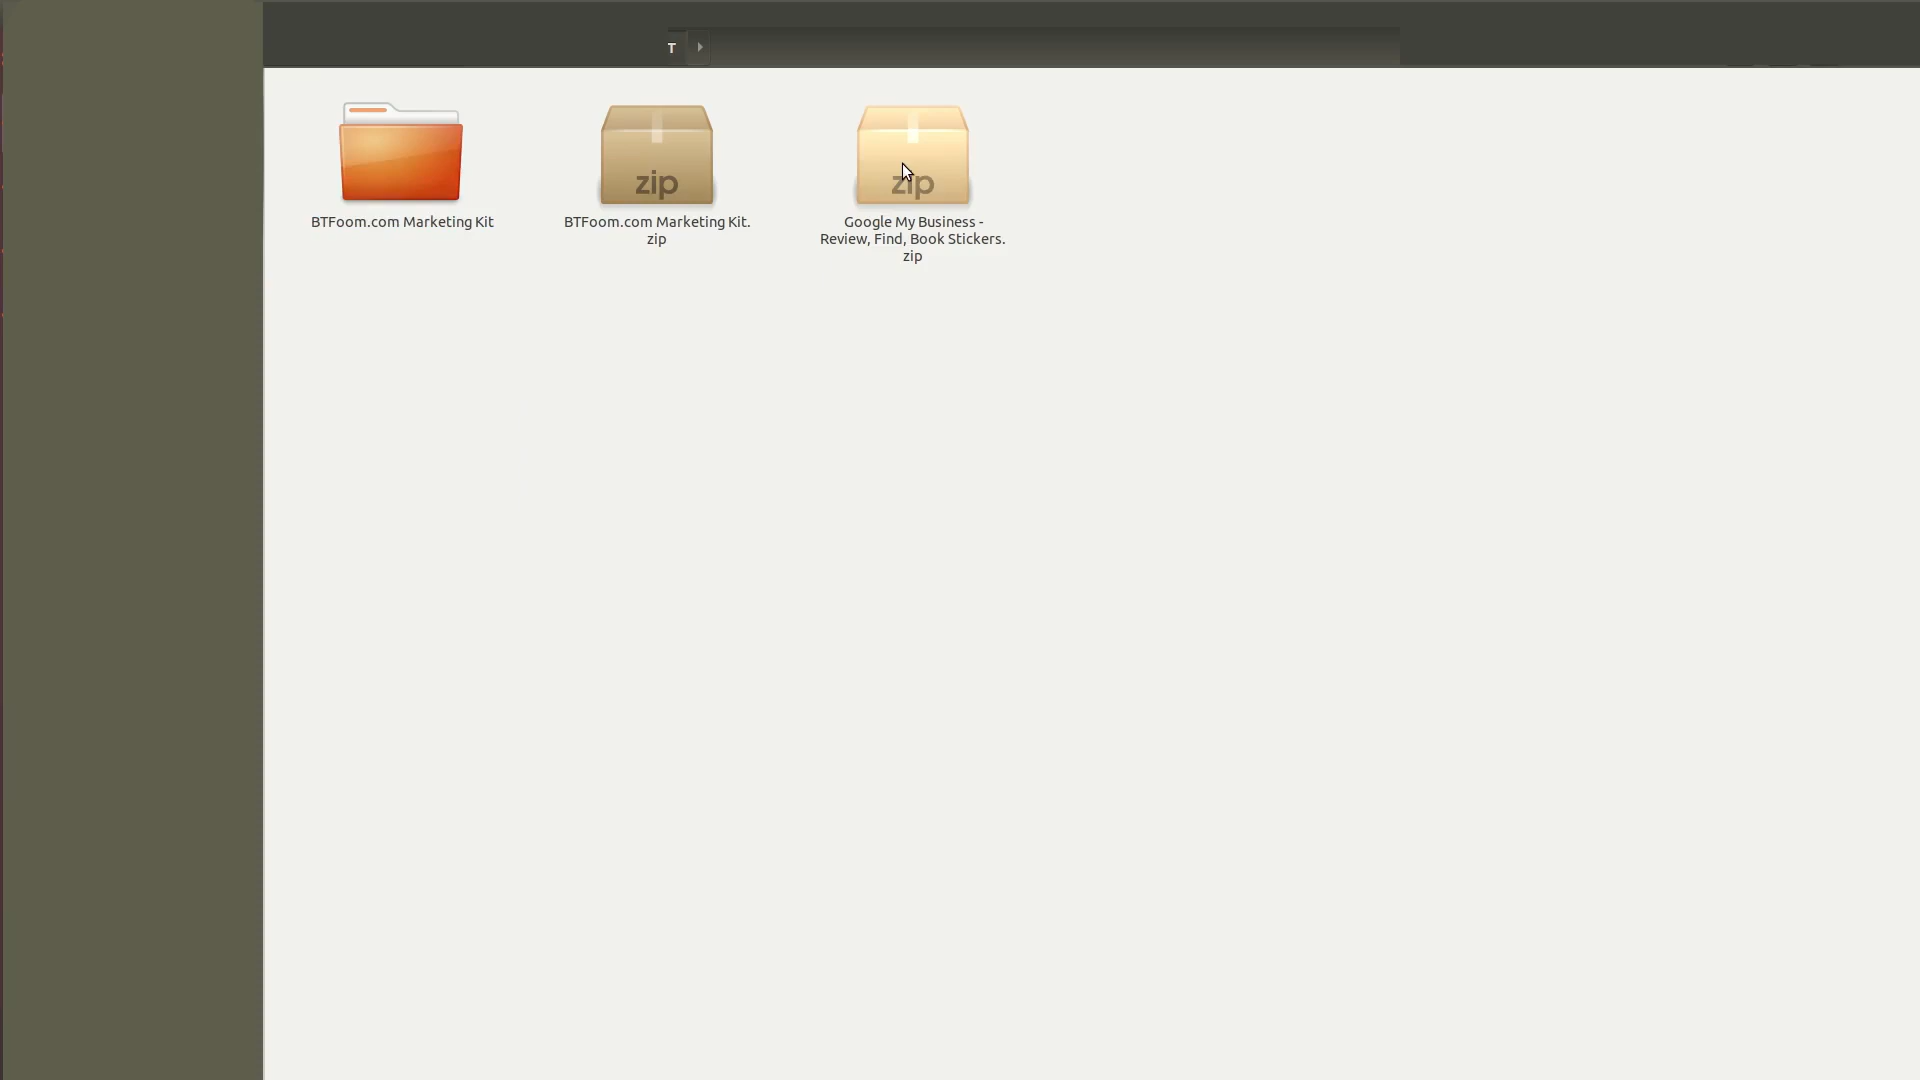 T
zip
zip
BTFoom.com Marketing Kit
BTFoom.com Marketing Kit.
zip
Google My Business -
Review, Find, Book Stickers.
zip